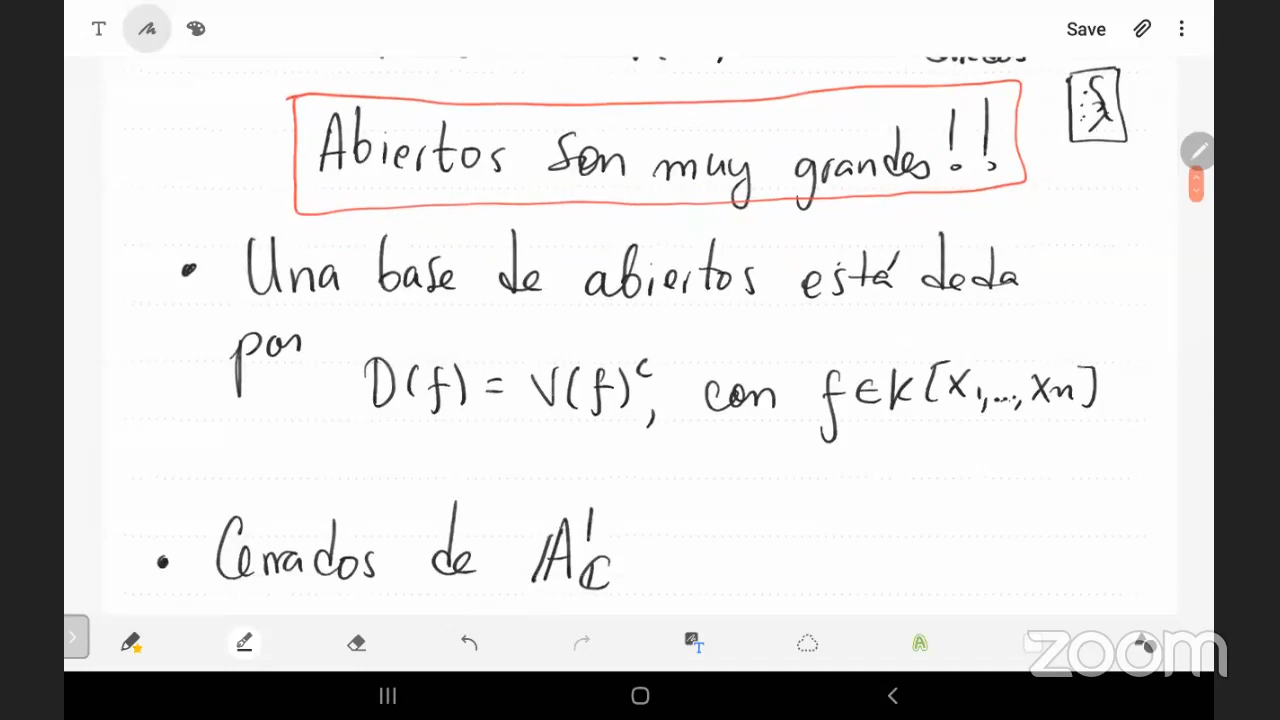 Save
Abiertos son muy grandes!!
• Una base de abiertos está dada
por D(f) = V(f)ᶜ, con f ∈ K[X₁,...,Xn]
• Cerrados de 𝔸¹_ℂ
zoom